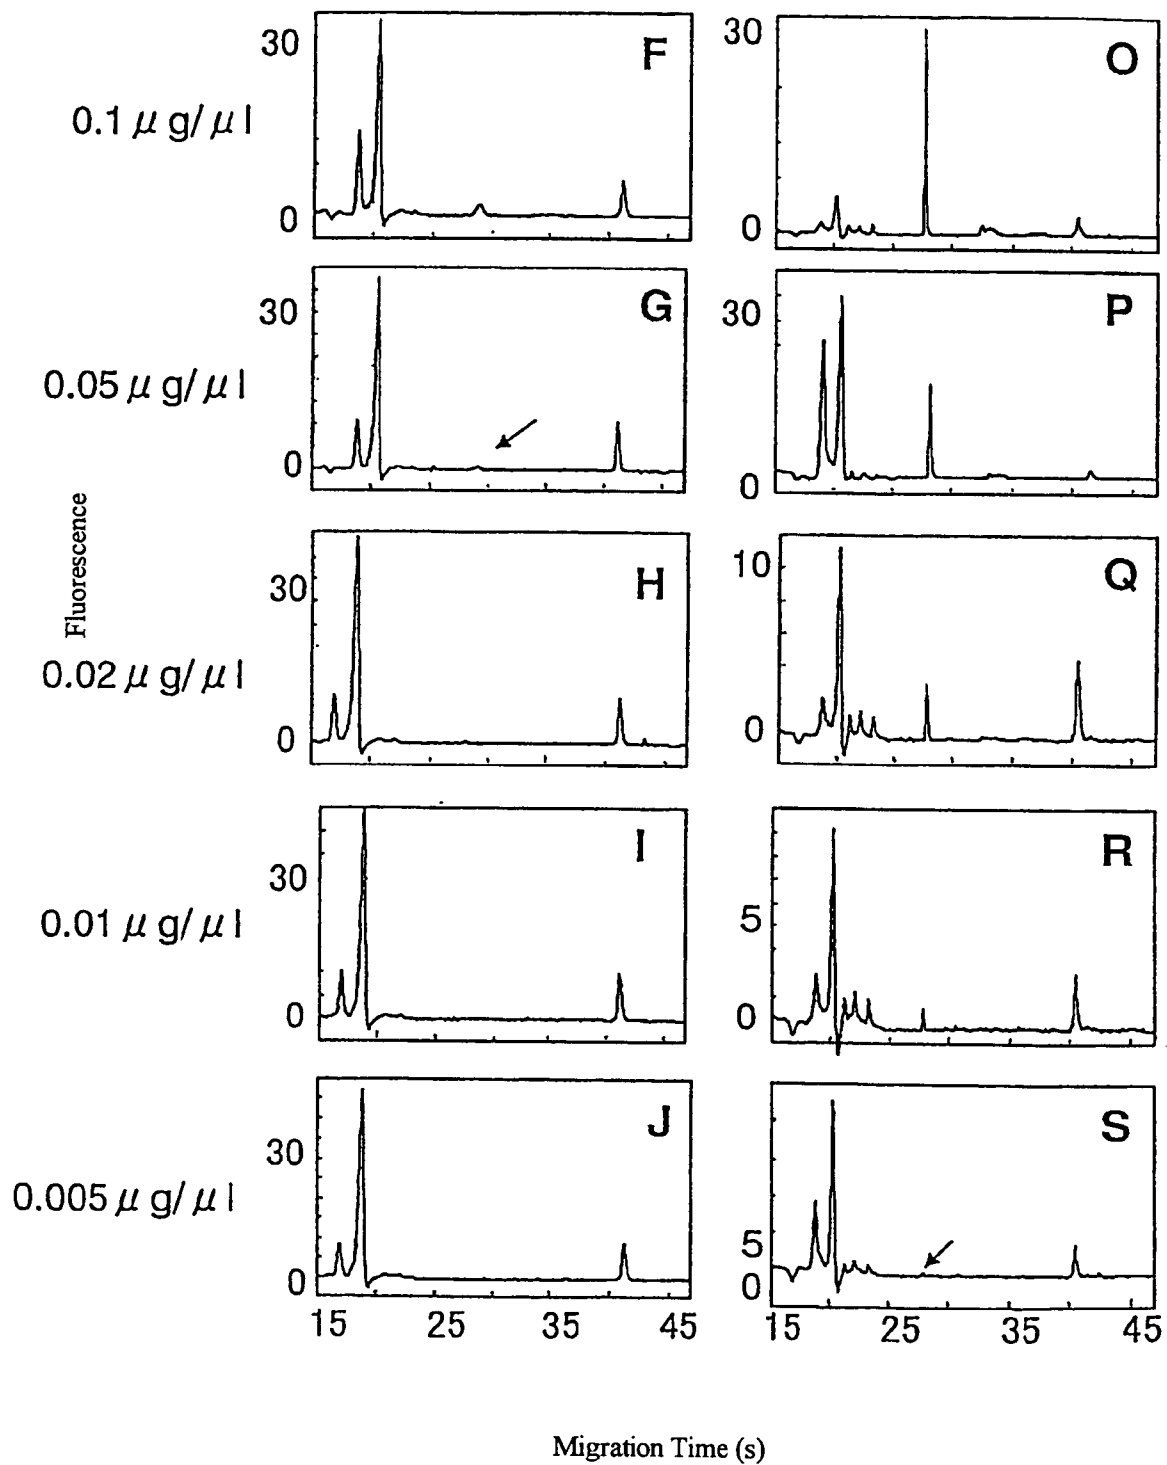 30
F
0.1 μ g/ μ l
0
30
O
0
30
G
0.05 μ g/ μ l
0
30
P
0
Fluorescence
30
H
0.02 μ g/ μ l
0
10
Q
0
30
I
0.01 μ g/ μ l
0
R
5
0
30
J
0.005 μ g/ μ l
0
15 25 35 45
S
5
0
15 25 35 45
Migration Time (s)